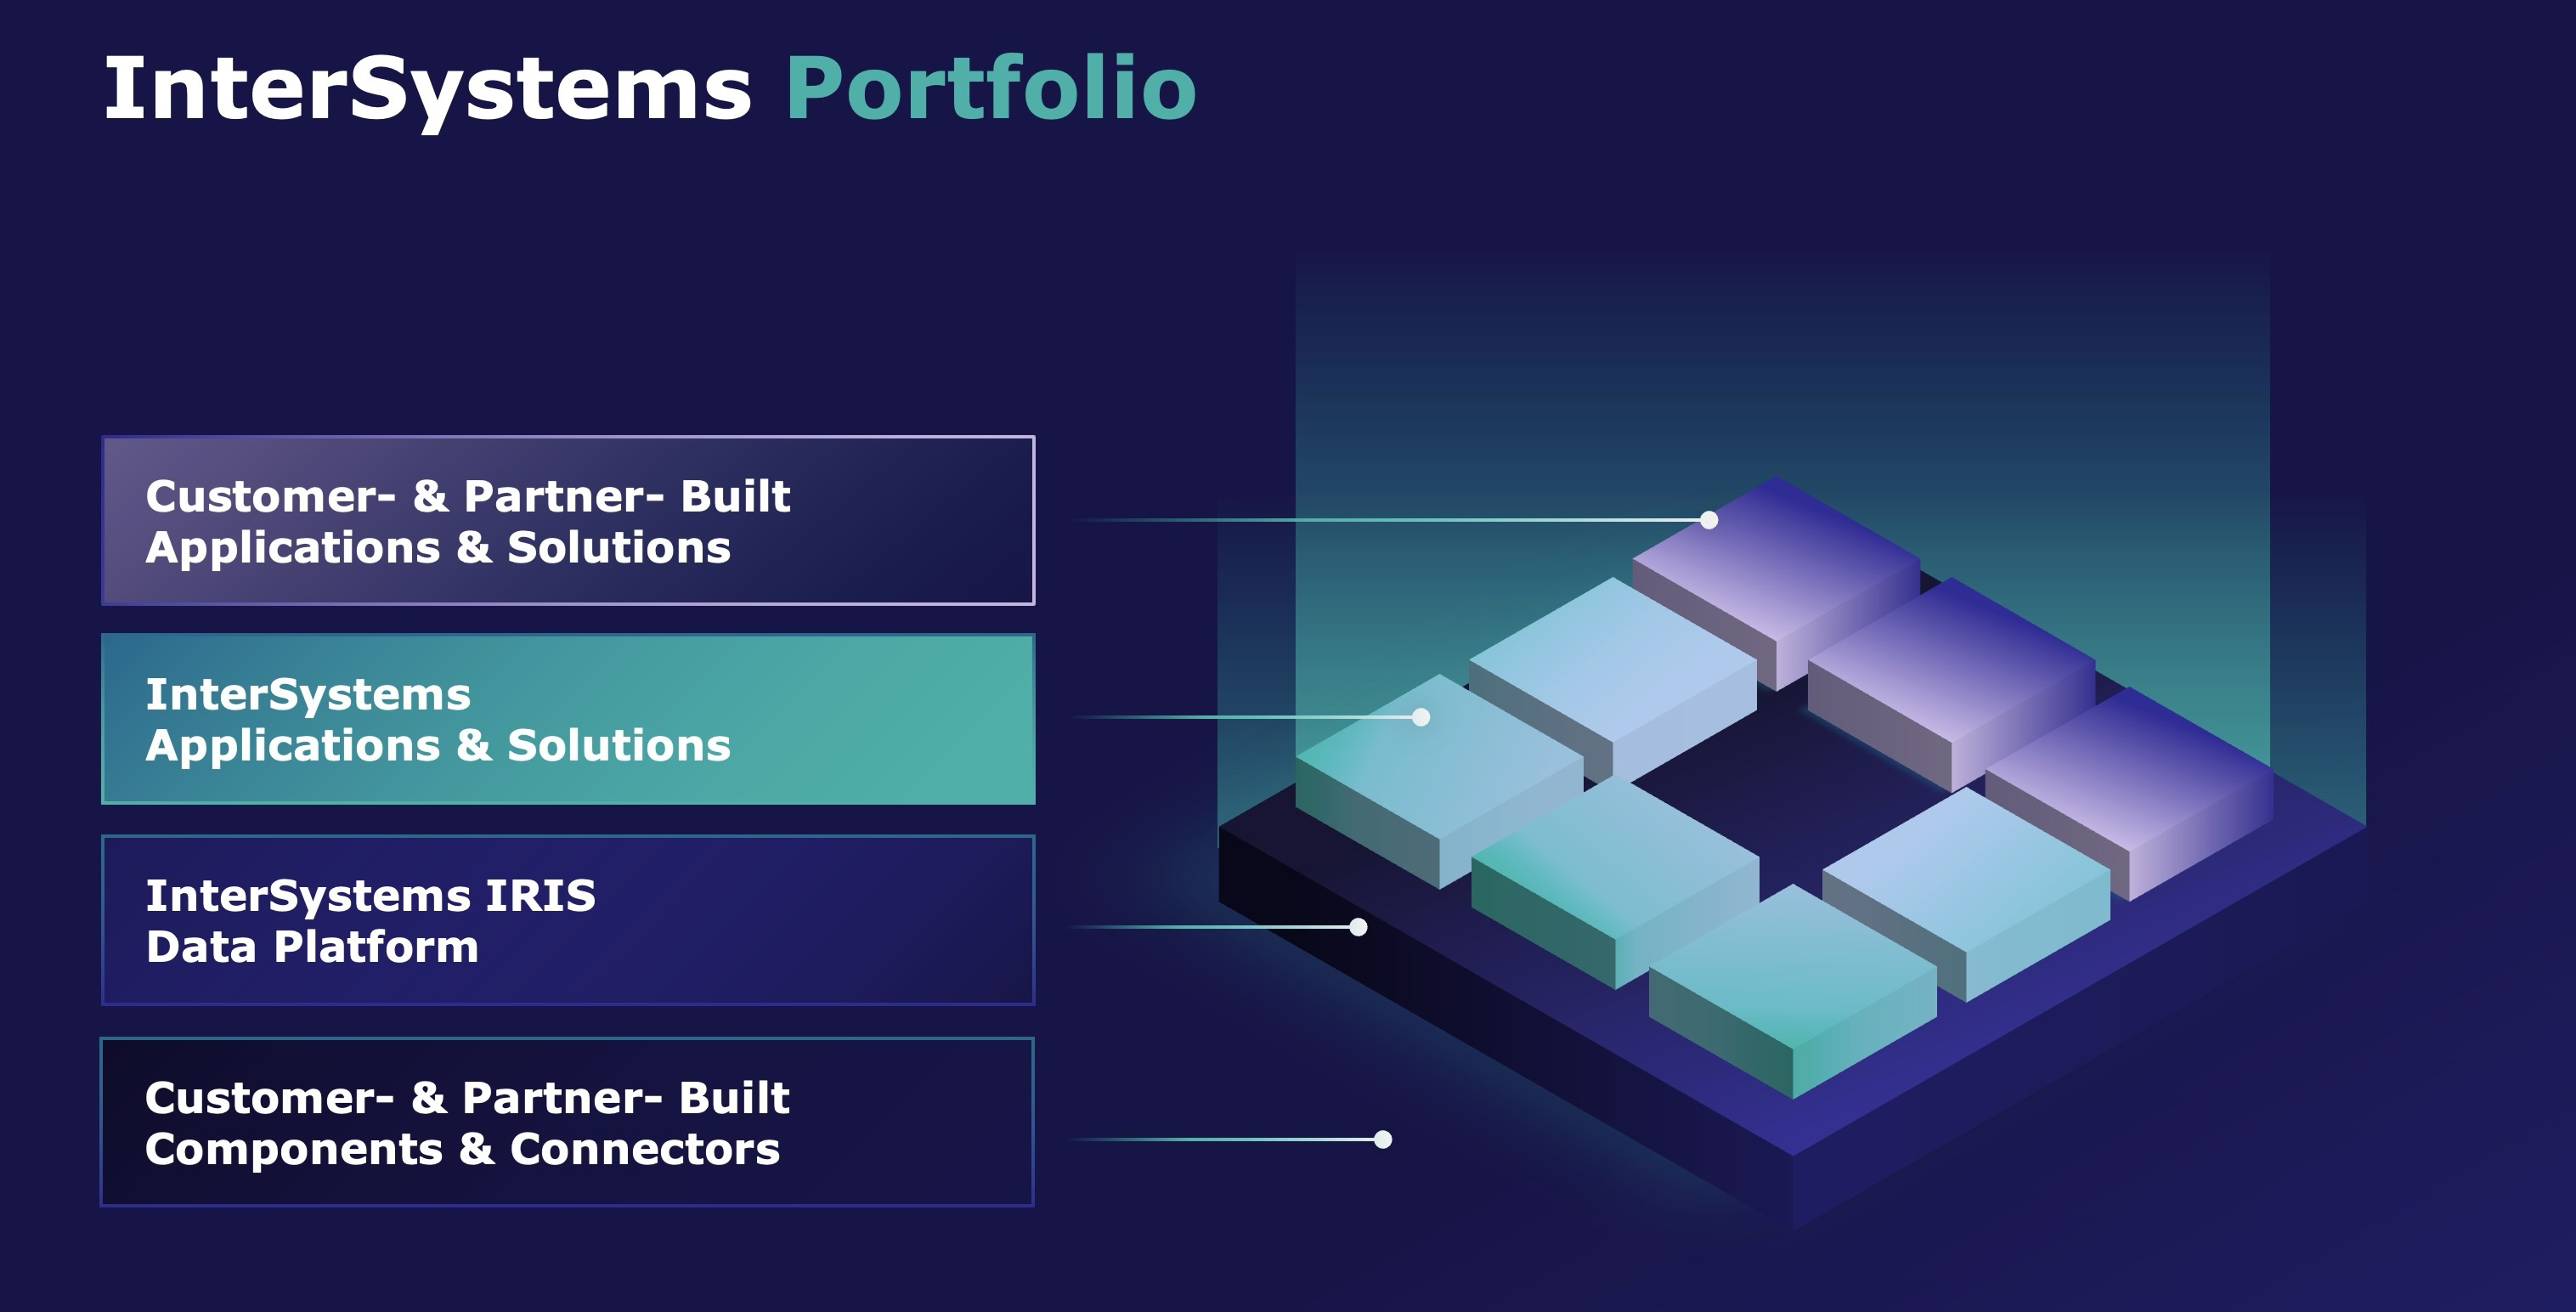 InterSystems Portfolio
Customer- & Partner- Built
Applications & Solutions
InterSystems
Applications & Solutions
InterSystems IRIS
Data Platform
Customer- & Partner- Built
Components & Connectors